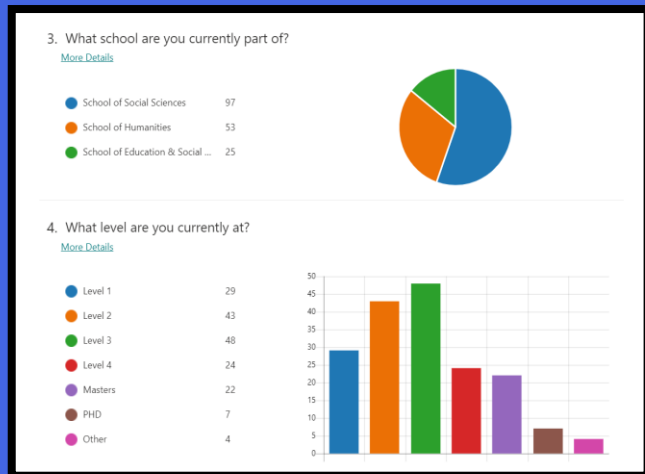 3. What school are you currently part of?
More Details
School of Social Sciences 97
School of Humanities 53
School of Education & Social ... 25
4. What level are you currently at?
More Details
Level 1 29
Level 2 43
Level 3 48
Level 4 24
Masters 22
PHD 7
Other 4
50
45
40
35
30
25
20
15
10
5
0